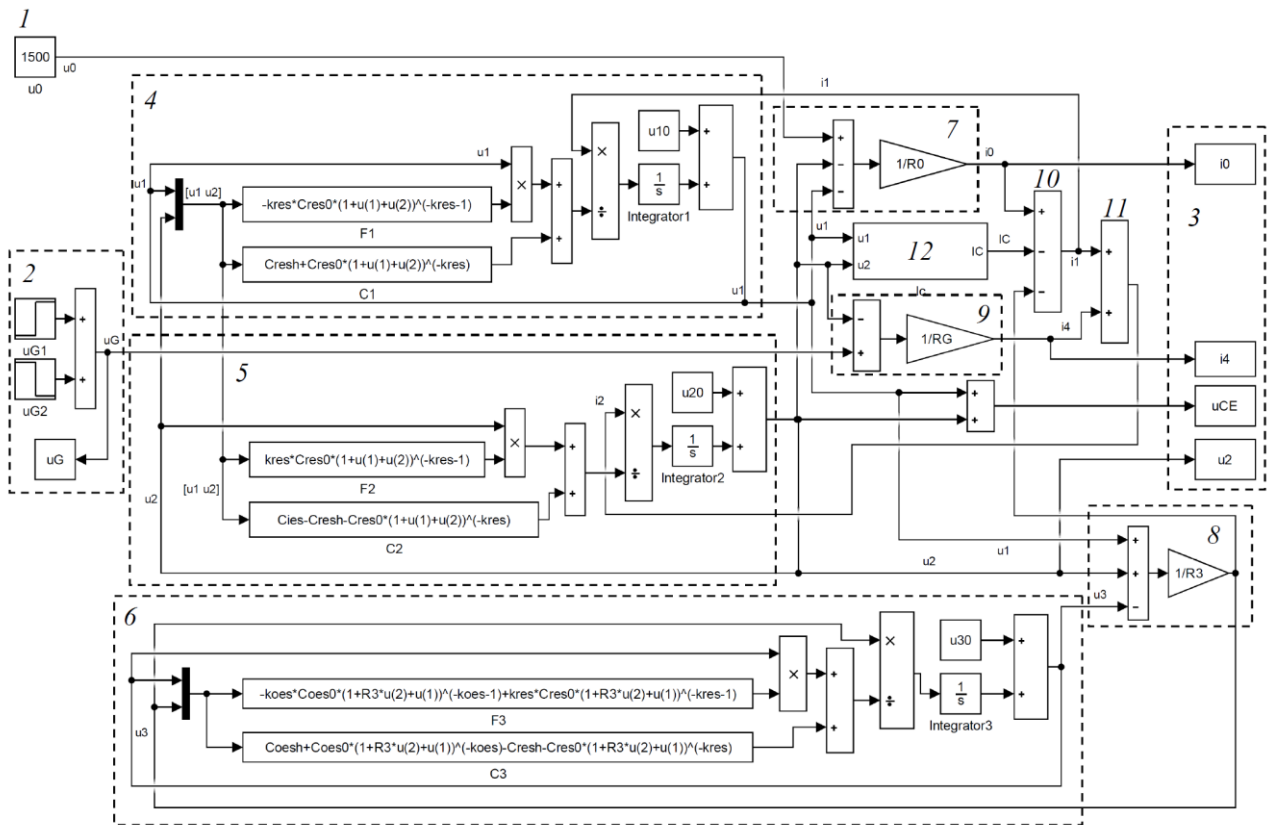 1
1500
u0
u0
4
i1
u10
7
u1
+
+
×
+
×
+
−
1/R0
i0
i0
10
u1
[u1 u2]
-kres*Cres0*(1+u(1)+u(2))^(-kres-1)
F1
÷
1
s
+
Integrator1
−
+
11
3
+
u1
u1
u2
12
IC
IC
−
i1
+
Cresh+Cres0*(1+u(1)+u(2))^(-kres)
C1
Ic
−
+
2
u1
−
9
uG1
+
uG
+
1/RG
i4
i4
uG2
+
5
u20
+
+
+
uCE
i2
×
uG
kres*Cres0*(1+u(1)+u(2))^(-kres-1)
F2
×
+
1
s
+
Integrator2
u2
u2
[u1 u2]
÷
+
Cies-Cresh-Cres0*(1+u(1)+u(2))^(-kres)
C2
8
+
u1
u2
+
1/R3
u3
−
6
×
u30
+
×
+
-koes*Coes0*(1+R3*u(2)+u(1))^(-koes-1)+kres*Cres0*(1+R3*u(2)+u(1))^(-kres-1)
F3
÷
1
s
+
Integrator3
u3
+
Coesh+Coes0*(1+R3*u(2)+u(1))^(-koes)-Cresh-Cres0*(1+R3*u(2)+u(1))^(-kres)
C3